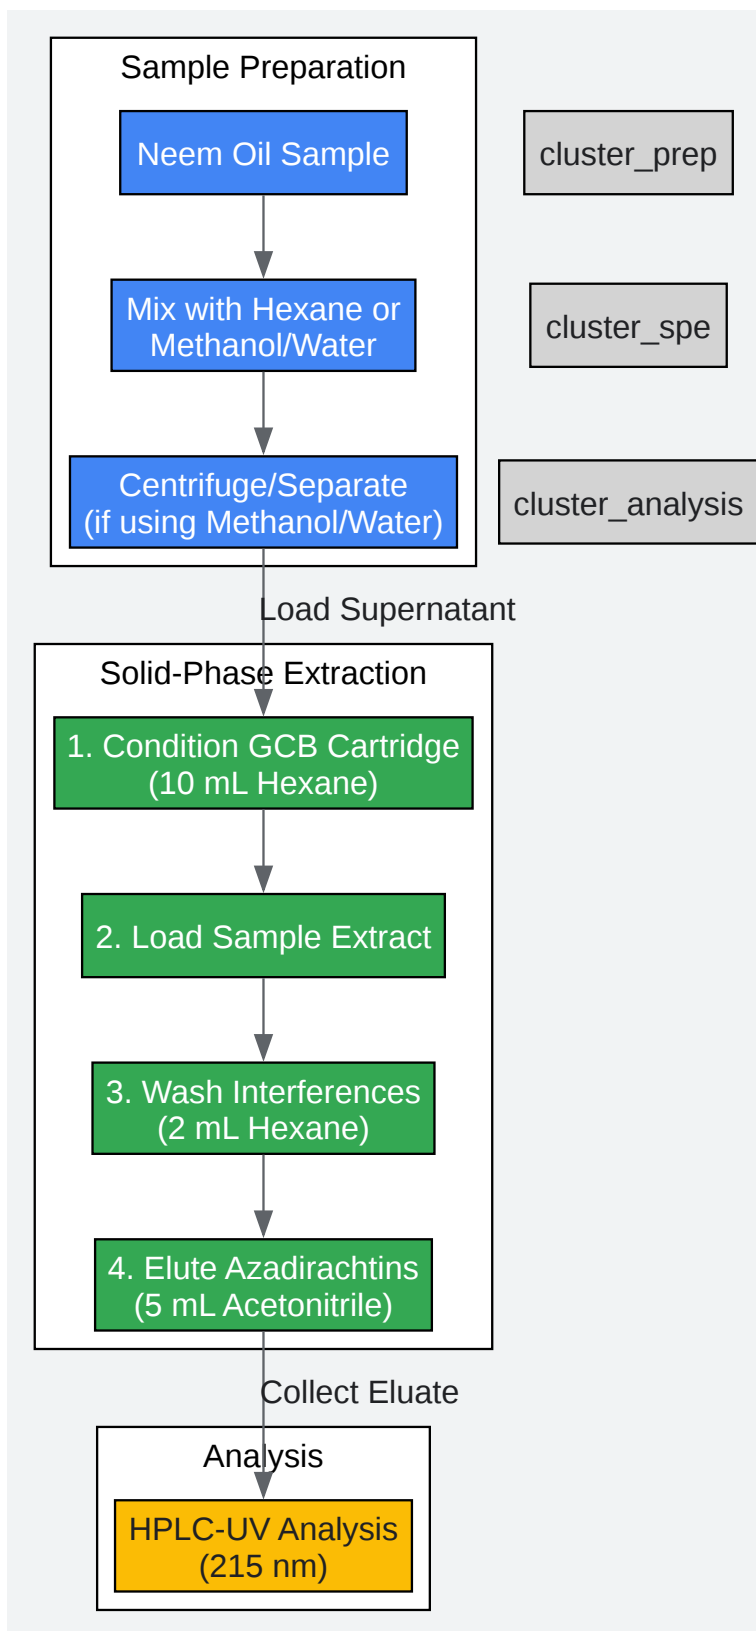 Sample Preparation
Neem Oil Sample
cluster_prep
Mix with Hexane or
Methanol/Water
cluster_spe
Centrifuge/Separate
(if using Methanol/Water)
cluster_analysis
Load Supernatant
Solid-Phase Extraction
1. Condition GCB Cartridge
(10 mL Hexane)
2. Load Sample Extract
3. Wash Interferences
(2 mL Hexane)
4. Elute Azadirachtins
(5 mL Acetonitrile)
Collect Eluate
Analysis
HPLC-UV Analysis
(215 nm)